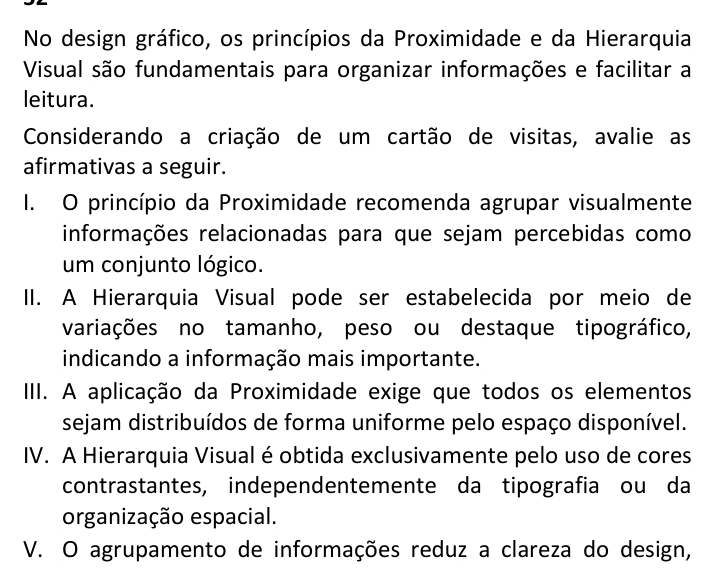 32
No design gráfico, os princípios da Proximidade e da Hierarquia
Visual são fundamentais para organizar informações e facilitar a
leitura.
Considerando a criação de um cartão de visitas, avalie as
afirmativas a seguir.
I. O princípio da Proximidade recomenda agrupar visualmente
informações relacionadas para que sejam percebidas como
um conjunto lógico.
II. A Hierarquia Visual pode ser estabelecida por meio de
variações no tamanho, peso ou destaque tipográfico,
indicando a informação mais importante.
III. A aplicação da Proximidade exige que todos os elementos
sejam distribuídos de forma uniforme pelo espaço disponível.
IV. A Hierarquia Visual é obtida exclusivamente pelo uso de cores
contrastantes, independentemente da tipografia ou da
organização espacial.
V. O agrupamento de informações reduz a clareza do design,